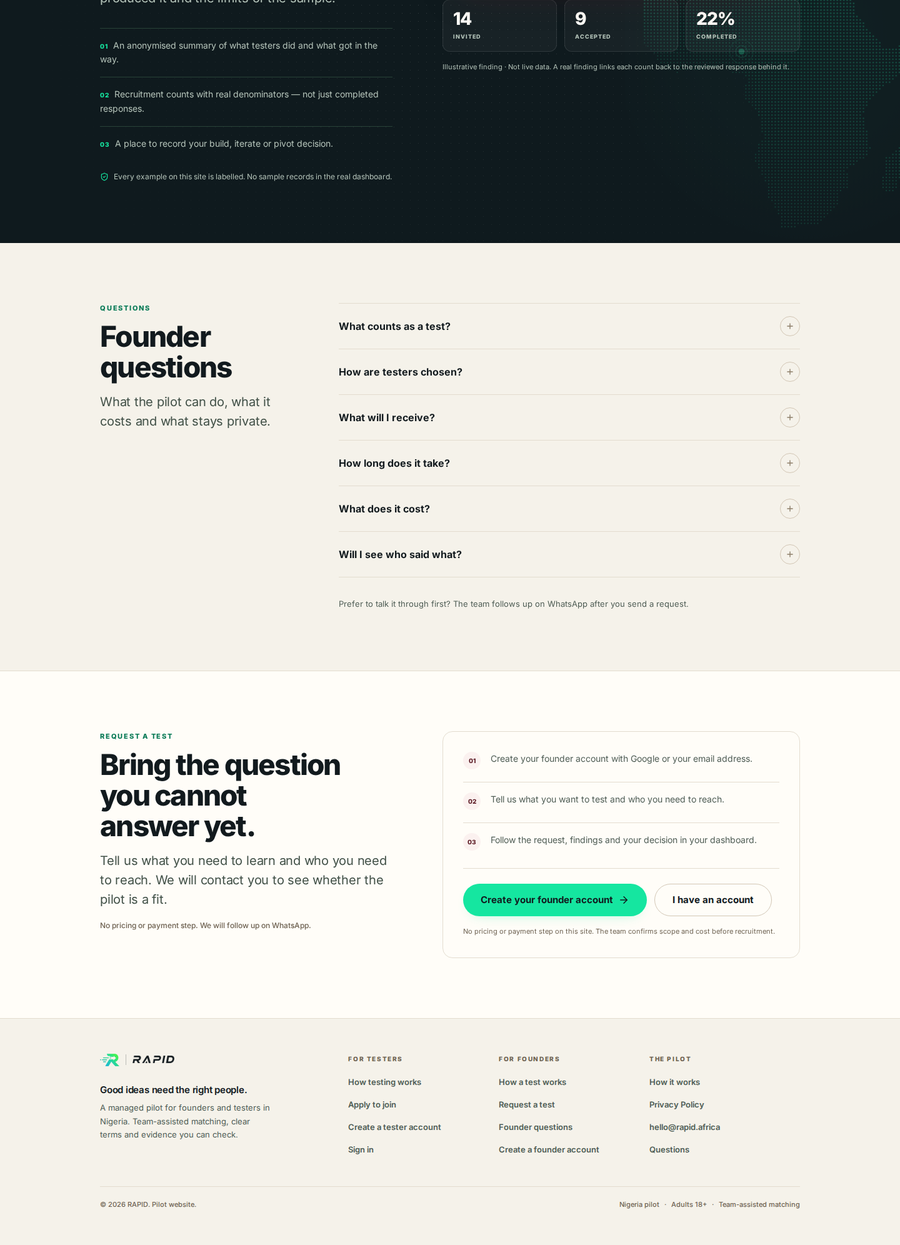 produced it and the limits of the sample.
01 An anonymised summary of what testers did and what got in the
way.
02 Recruitment counts with real denominators — not just completed
responses.
03 A place to record your build, iterate or pivot decision.
Every example on this site is labelled. No sample records in the real dashboard.
14
INVITED
9
ACCEPTED
22%
COMPLETED
Illustrative finding · Not live data. A real finding links each count back to the reviewed response behind it.
QUESTIONS
Founder
questions
What the pilot can do, what it
costs and what stays private.
What counts as a test?
How are testers chosen?
What will I receive?
How long does it take?
What does it cost?
Will I see who said what?
Prefer to talk it through first? The team follows up on WhatsApp after you send a request.
REQUEST A TEST
Bring the question
you cannot
answer yet.
Tell us what you need to learn and who you need
to reach. We will contact you to see whether the
pilot is a fit.
No pricing or payment step. We will follow up on WhatsApp.
01 Create your founder account with Google or your email address.
02 Tell us what you want to test and who you need to reach.
03 Follow the request, findings and your decision in your dashboard.
Create your founder account →
I have an account
No pricing or payment step on this site. The team confirms scope and cost before recruitment.
R | RAPID
Good ideas need the right people.
A managed pilot for founders and testers in
Nigeria. Team-assisted matching, clear
terms and evidence you can check.
FOR TESTERS
How testing works
Apply to join
Create a tester account
Sign in
FOR FOUNDERS
How a test works
Request a test
Founder questions
Create a founder account
THE PILOT
How it works
Privacy Policy
hello@rapid.africa
Questions
© 2026 RAPID. Pilot website.
Nigeria pilot · Adults 18+ · Team-assisted matching